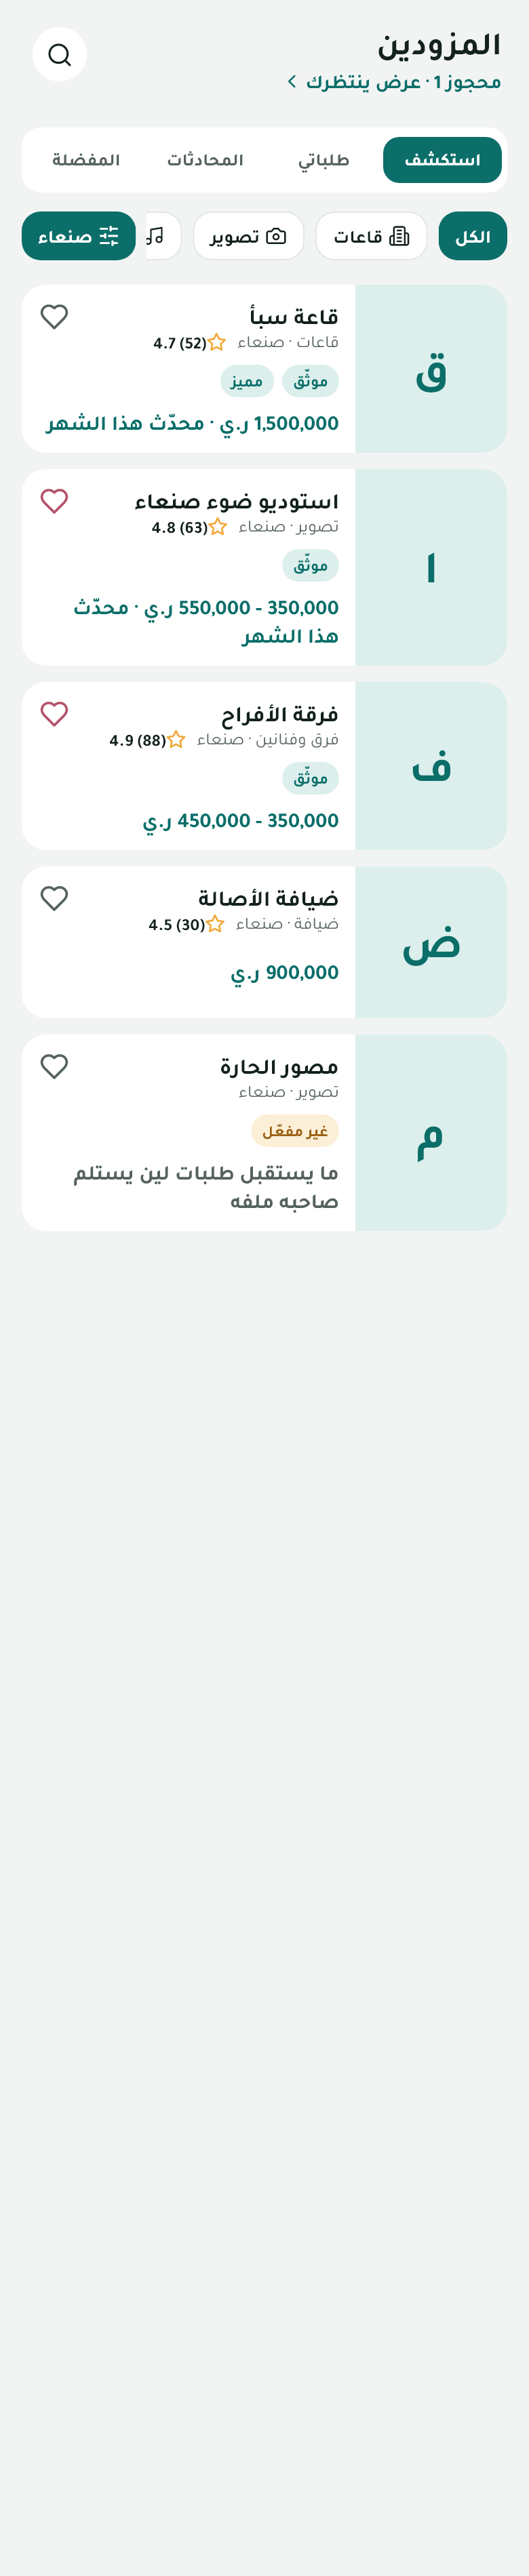 المزودين
محجوز 1 · عرض ينتظرك
استكشف
طلباتي
المحادثات
المفضلة
الكل
قاعات
تصوير
صنعاء
ق
قاعة سبأ
قاعات · صنعاء 4.7 (52)
موثّق
مميز
1,500,000 ر.ي · محدّث هذا الشهر
ا
استوديو ضوء صنعاء
تصوير · صنعاء 4.8 (63)
موثّق
350,000 - 550,000 ر.ي · محدّث
هذا الشهر
ف
فرقة الأفراح
فرق وفنانين · صنعاء 4.9 (88)
موثّق
350,000 - 450,000 ر.ي
ض
ضيافة الأصالة
ضيافة · صنعاء 4.5 (30)
900,000 ر.ي
م
مصور الحارة
تصوير · صنعاء
غير مفعّل
ما يستقبل طلبات لين يستلم
صاحبه ملفه